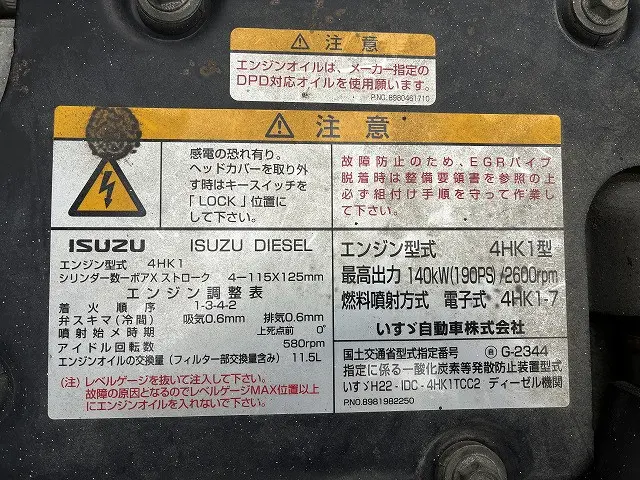 注意
エンジンオイルは、メーカー指定の
DPD対応オイルを使用願います。
P.NO. 8980461710
注意
感電の恐れ有り。
ヘッドカバーを取り外
す時はキースイッチを
「LOCK」位置に
して下さい。
故障防止のため、EGRパイプ
脱着時は整備要領書を参照の上
必ず組付け手順を守って作業し
て下さい。
ISUZU ISUZU DIESEL
エンジン型式 4HK1
シリンダー数ーボアXストローク 4ー115X125mm
エンジン調整表
着火順序 1-3-4-2
弁スキマ(冷間) 吸気0.6mm 排気0.6mm
噴射始メ時期 上死点前 0°
アイドル回転数 580rpm
エンジンオイルの交換量(フィルター部交換量含み) 11.5L
(注)レベルゲージを抜いて注入して下さい。
故障の原因となるのでレベルゲージMAX位置以上
にエンジンオイルを入れないで下さい。
エンジン型式 4HK1型
最高出力 140kW(190PS)/2600rpm
燃料噴射方式 電子式 4HK1-7
いすゞ自動車株式会社
国土交通省型式指定番号 G-2344
指定に係る一酸化炭素等発散防止装置型式
いすゞH22-IDC-4HK1TCC2 ディーゼル機関
P.NO. 8981982250